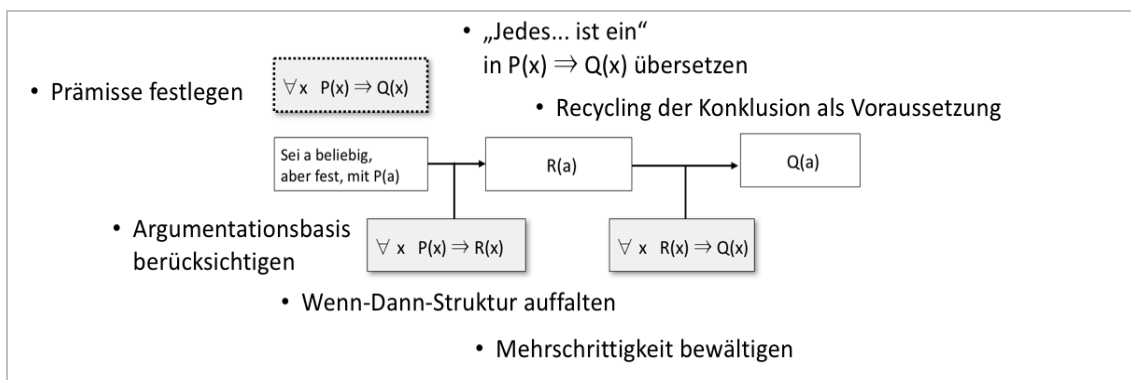 • „Jedes... ist ein“
in P(x) ⇒ Q(x) übersetzen
• Prämisse festlegen
∀x P(x) ⇒ Q(x)
• Recycling der Konklusion als Voraussetzung
Sei a beliebig,
aber fest, mit P(a)
R(a)
Q(a)
• Argumentationsbasis
berücksichtigen
∀ x P(x) ⇒ R(x)
∀ x R(x) ⇒ Q(x)
• Wenn-Dann-Struktur auffalten
• Mehrschrittigkeit bewältigen